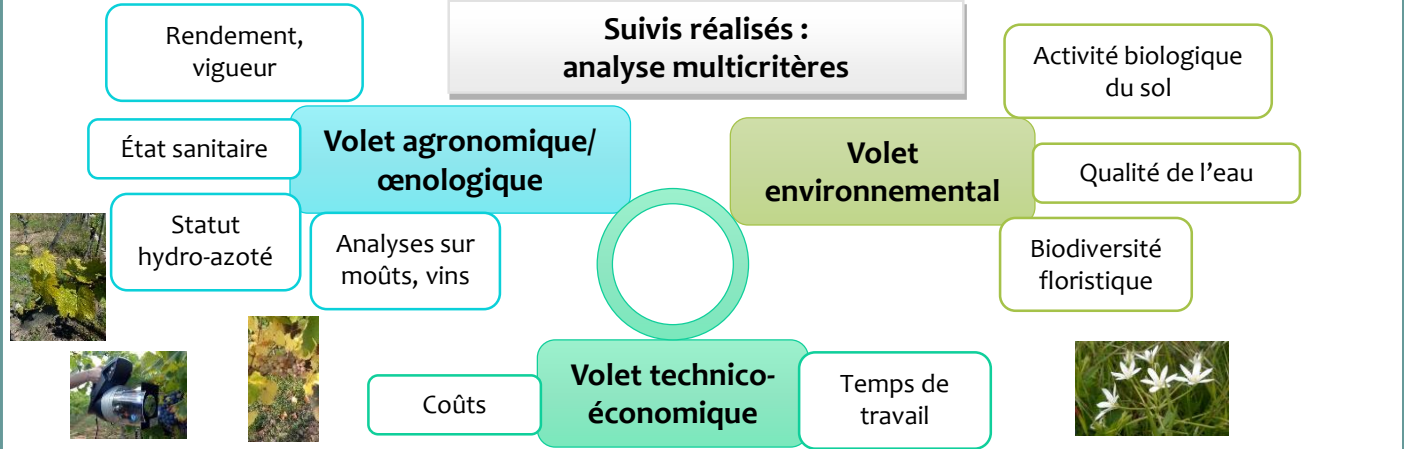 Suivis réalisés :
analyse multicritères
Rendement,
vigueur
État sanitaire
Volet agronomique/
œnologique
Statut
hydro-azoté
Analyses sur
moûts, vins
Volet
environnemental
Activité biologique
du sol
Qualité de l’eau
Biodiversité
floristique
Volet technico-
économique
Coûts
Temps de
travail